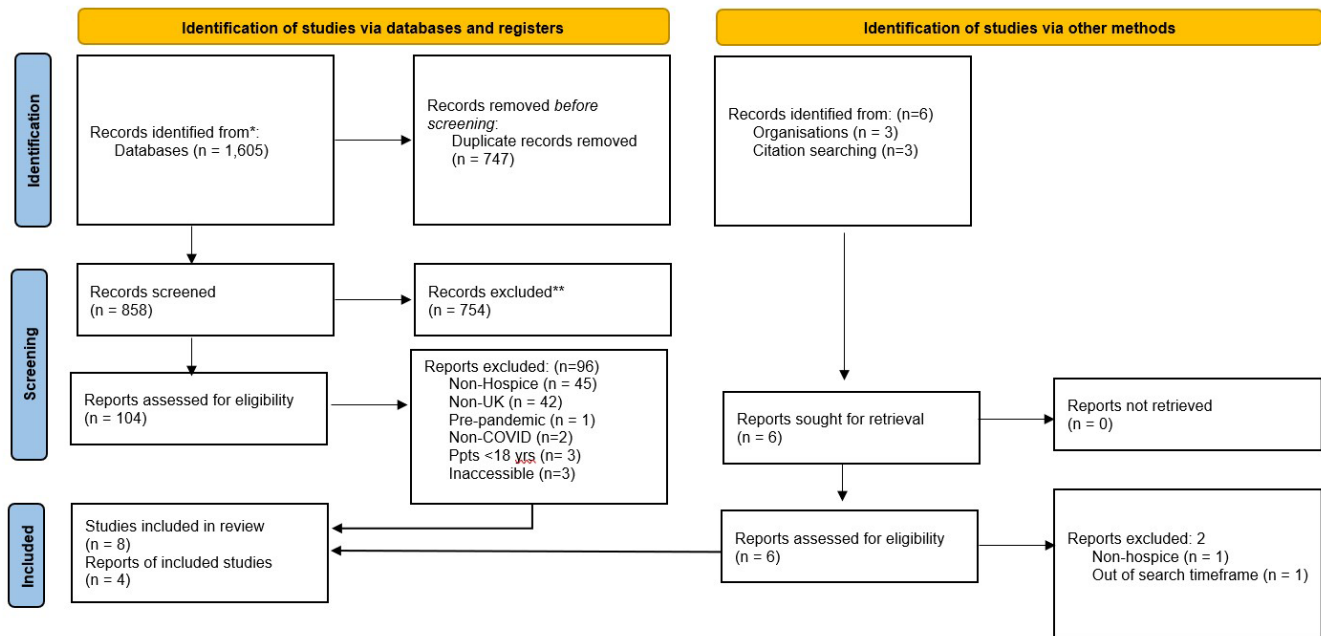 Identification of studies via databases and registers
Identification of studies via other methods
Identification
Records identified from*:
Databases (n = 1,605)
Records removed before
screening:
Duplicate records removed
(n = 747)
Records identified from: (n=6)
Organisations (n = 3)
Citation searching (n=3)
Screening
Records screened
(n = 858)
Records excluded**
(n = 754)
Reports assessed for eligibility
(n = 104)
Reports excluded: (n=96)
Non-Hospice (n = 45)
Non-UK (n = 42)
Pre-pandemic (n = 1)
Non-COVID (n=2)
Ppts <18 yrs (n= 3)
Inaccessible (n=3)
Reports sought for retrieval
(n = 6)
Reports not retrieved
(n = 0)
Included
Studies included in review
(n = 8)
Reports of included studies
(n = 4)
Reports assessed for eligibility
(n = 6)
Reports excluded: 2
Non-hospice (n = 1)
Out of search timeframe (n = 1)